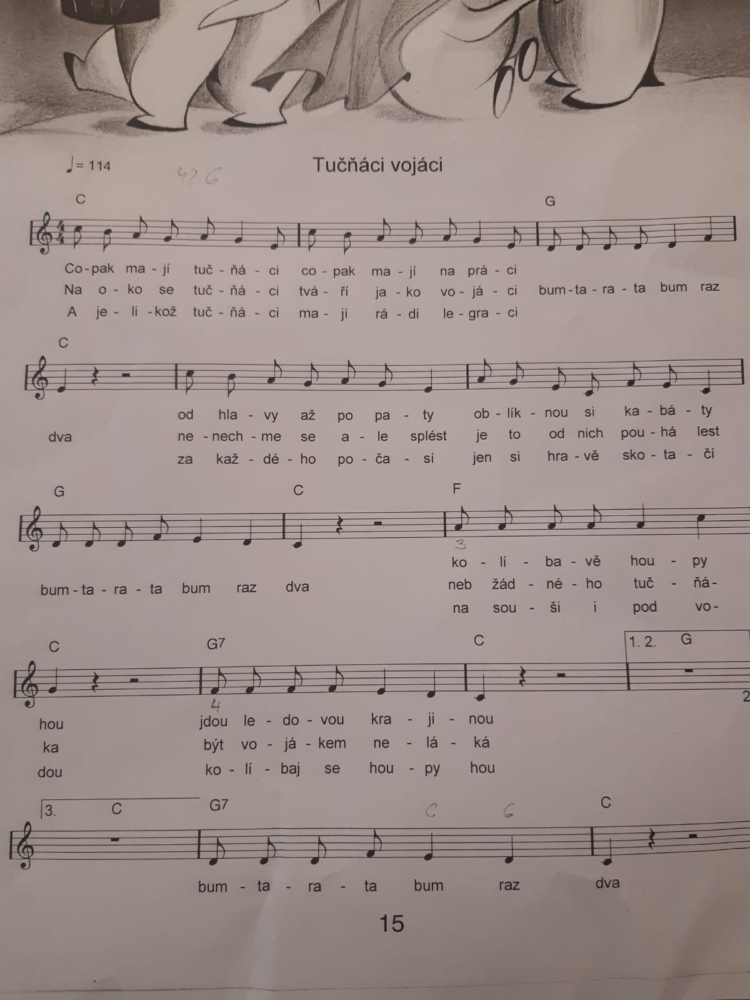 ♩= 114 42 G Tučňáci vojáci
C G
4
4
Co-pak ma - jí tuč - ňá - ci co - pak ma - jí na prá - ci
Na o - ko se tuč - ňá - ci tvá - ří ja - ko vo - já - ci bum-ta - ra - ta bum raz
A je - li - kož tuč - ňá - ci ma - jí rá - di le - gra - ci
C
od hla - vy až po pa - ty ob - lík - nou si ka - bá - ty
dva ne - nech - me se a - le splést je to od nich pou - há lest
za kaž - dé - ho po - ča - sí jen si hra - vě sko - ta - čí
G C F
3
ko - lí - ba - vě hou - py
bum - ta - ra - ta bum raz dva neb žád - né - ho tuč - ňá-
na sou - ši i pod vo-
C G7 C 1. 2. G
4 2
hou jdou le - do - vou kra - ji - nou
ka být vo - já - kem ne - lá - ká
dou ko - lí - baj se hou - py hou
3. C G7 C G C
bum - ta - ra - ta bum raz dva
15